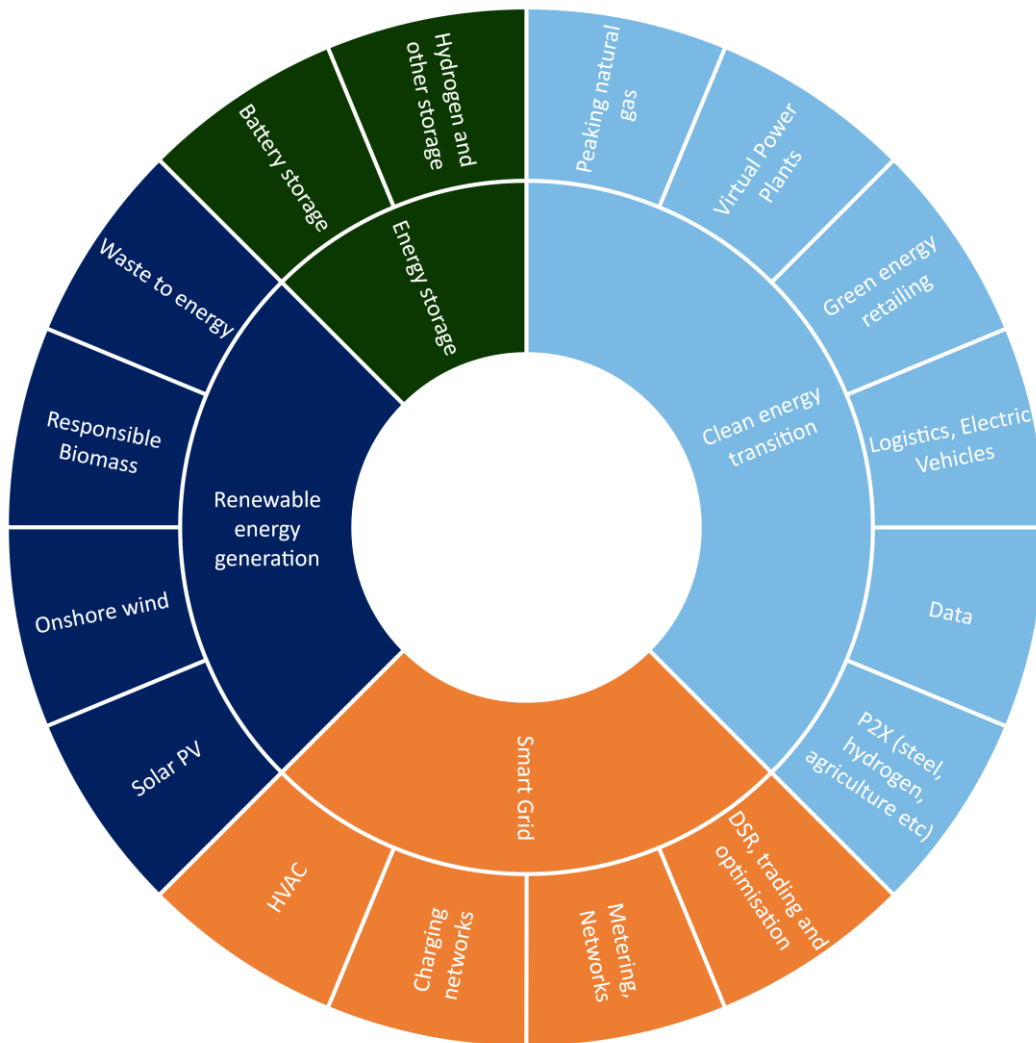 Peaking natural
gas
Virtual Power
Plants
Green energy
retailing
Logistics, Electric
Vehicles
Data
P2X (steel,
hydrogen,
agriculture etc)
DSR, trading and
optimisation
Metering,
Networks
Charging
networks
HVAC
Solar PV
Onshore wind
Responsible
Biomass
Waste to energy
Battery storage
Hydrogen and
other storage
Clean energy
transition
Smart Grid
Renewable
energy
generation
Energy storage